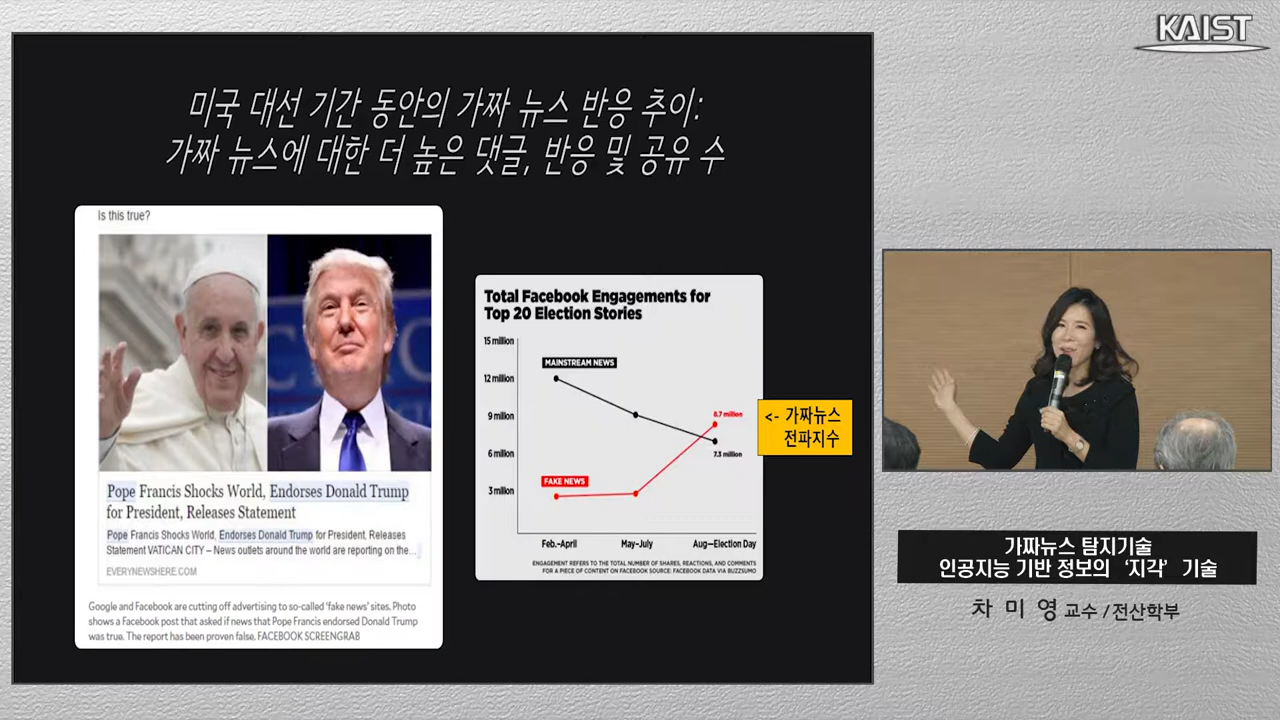 KAIST
미국 대선 기간 동안의 가짜 뉴스 반응 추이:
가짜 뉴스에 대한 더 높은 댓글, 반응 및 공유 수
Is this true?
Pope Francis Shocks World, Endorses Donald Trump
for President, Releases Statement
Pope Francis Shocks World, Endorses Donald Trump for President, Releases
Statement VATICAN CITY – News outlets around the world are reporting on the...
EVERYNEWSHERE.COM
Google and Facebook are cutting off advertising to so-called 'fake news' sites. Photo
shows a Facebook post that asked if news that Pope Francis endorsed Donald Trump
was true. The report has been proven false. FACEBOOK SCREENGRAB
Total Facebook Engagements for
Top 20 Election Stories
15 million
12 million
9 million
6 million
3 million
MAINSTREAM NEWS
8.7 million
7.3 million
FAKE NEWS
Feb.–April
May–July
Aug—Election Day
ENGAGEMENT REFERS TO THE TOTAL NUMBER OF SHARES, REACTIONS, AND COMMENTS
FOR A PIECE OF CONTENT ON FACEBOOK SOURCE: FACEBOOK DATA VIA BUZZSUMO
<- 가짜뉴스
전파지수
가짜뉴스 탐지기술
인공지능 기반 정보의 ‘지각’ 기술
차 미 영 교수 / 전산학부